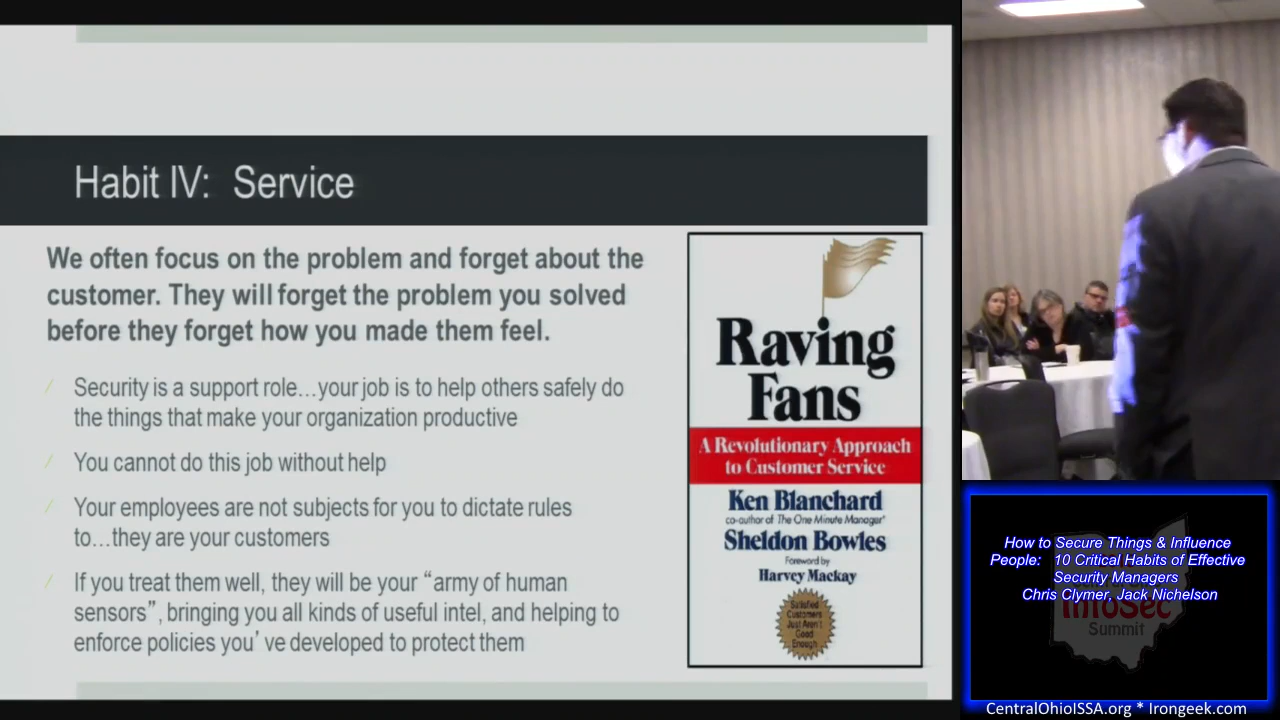 Habit IV:  Service
We often focus on the problem and forget about the
customer. They will forget the problem you solved
before they forget how you made them feel.
Security is a support role…your job is to help others safely do
the things that make your organization productive
You cannot do this job without help
Your employees are not subjects for you to dictate rules
to…they are your customers
If you treat them well, they will be your “army of human
sensors”, bringing you all kinds of useful intel, and helping to
enforce policies you’ve developed to protect them
Raving
Fans
A Revolutionary Approach
to Customer Service
Ken Blanchard
co-author of The One Minute Manager®
Sheldon Bowles
Foreword by
Harvey Mackay
Satisfied
Customers
Just Aren't
Good
Enough
How to Secure Things & Influence
People:   10 Critical Habits of Effective
Security Managers
Chris Clymer, Jack Nichelson
InfoSec
Summit
CentralOhioISSA.org * Irongeek.com